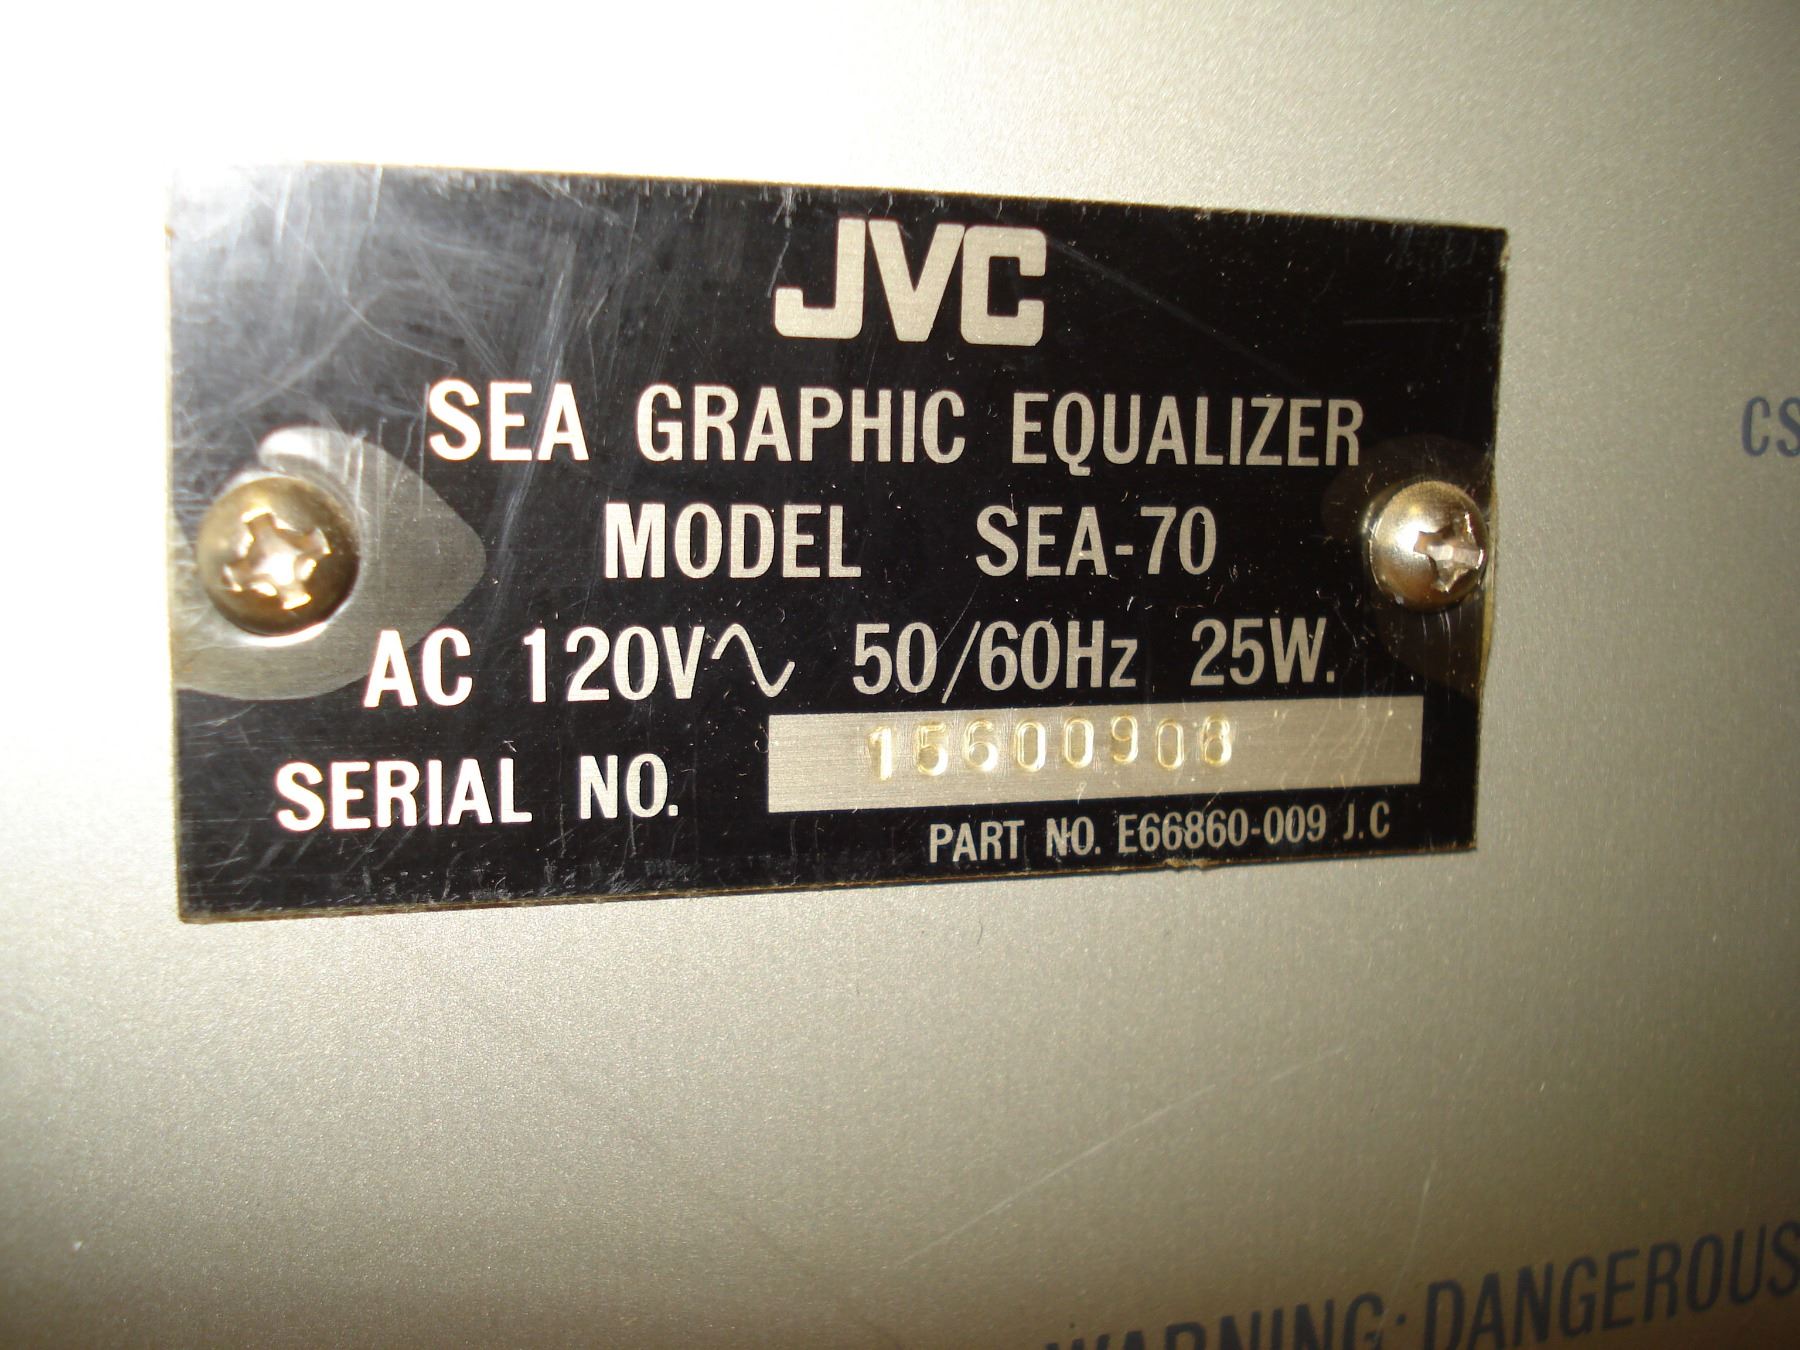 JVC
SEA GRAPHIC EQUALIZER
MODEL SEA-70
AC 120V∿ 50/60Hz 25W.
SERIAL NO. 15600908
PART NO. E66860-009 J.C
CS
WARNING: DANGEROUS